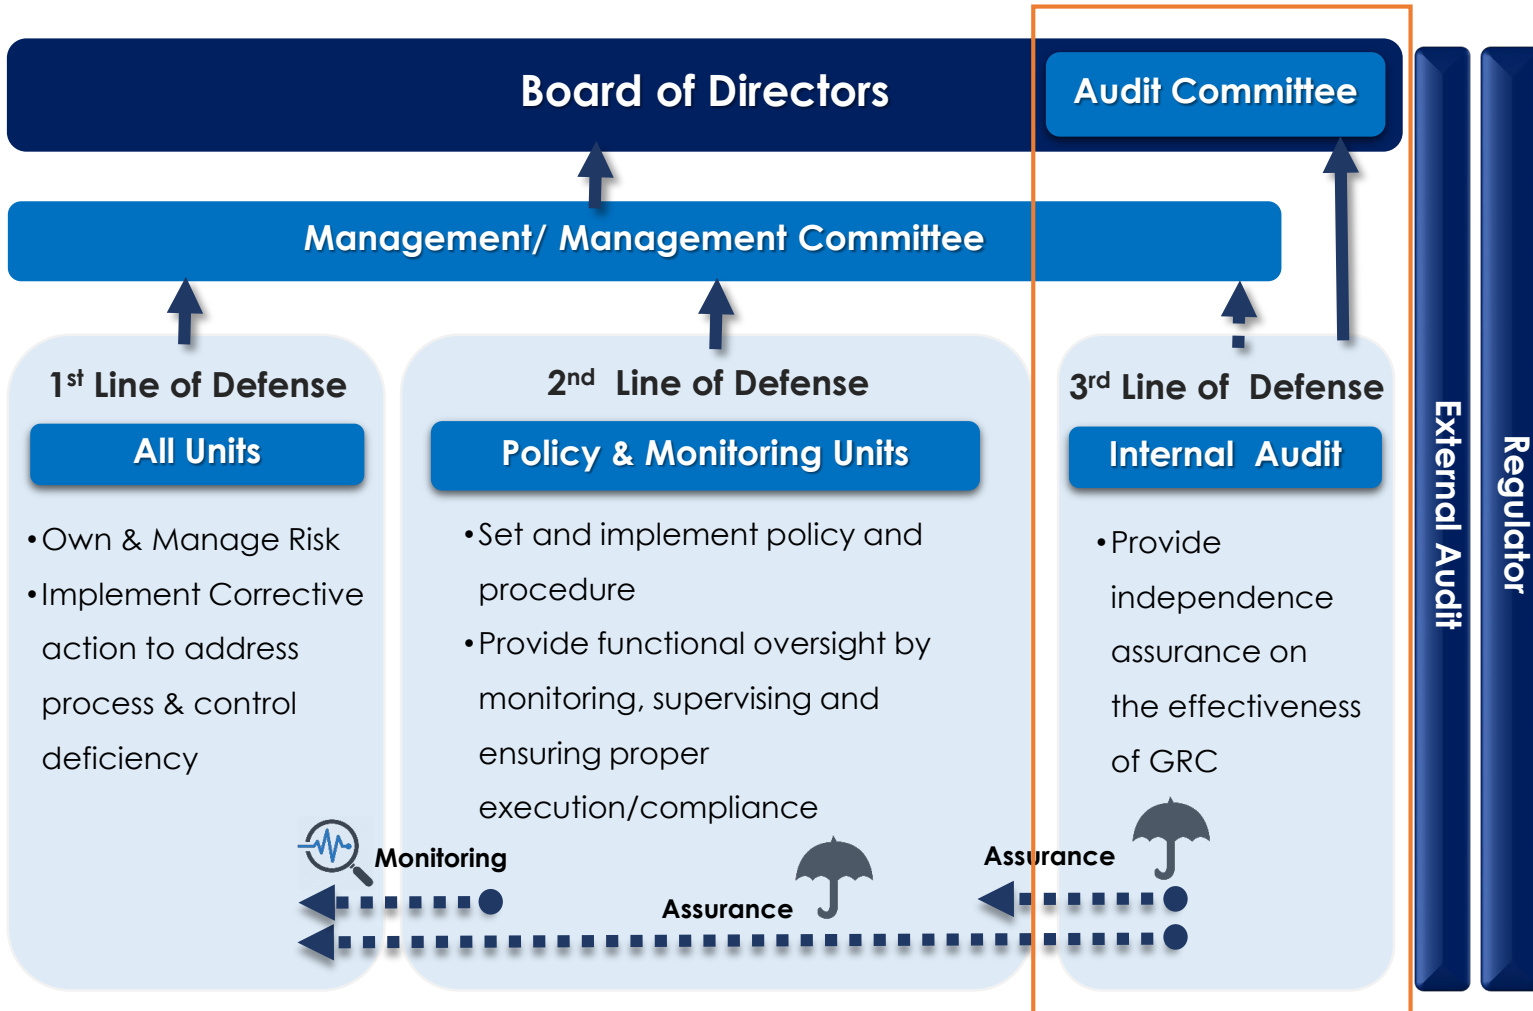 Board of Directors
Audit Committee
Management/ Management Committee
1st Line of Defense
All Units
•Own & Manage Risk
•Implement Corrective
action to address
process & control
deficiency
2nd Line of Defense
Policy & Monitoring Units
•Set and implement policy and
procedure
•Provide functional oversight by
monitoring, supervising and
ensuring proper
execution/compliance
3rd Line of Defense
Internal Audit
•Provide
independence
assurance on
the effectiveness
of GRC
Monitoring
Assurance
Assurance
External Audit
Regulator